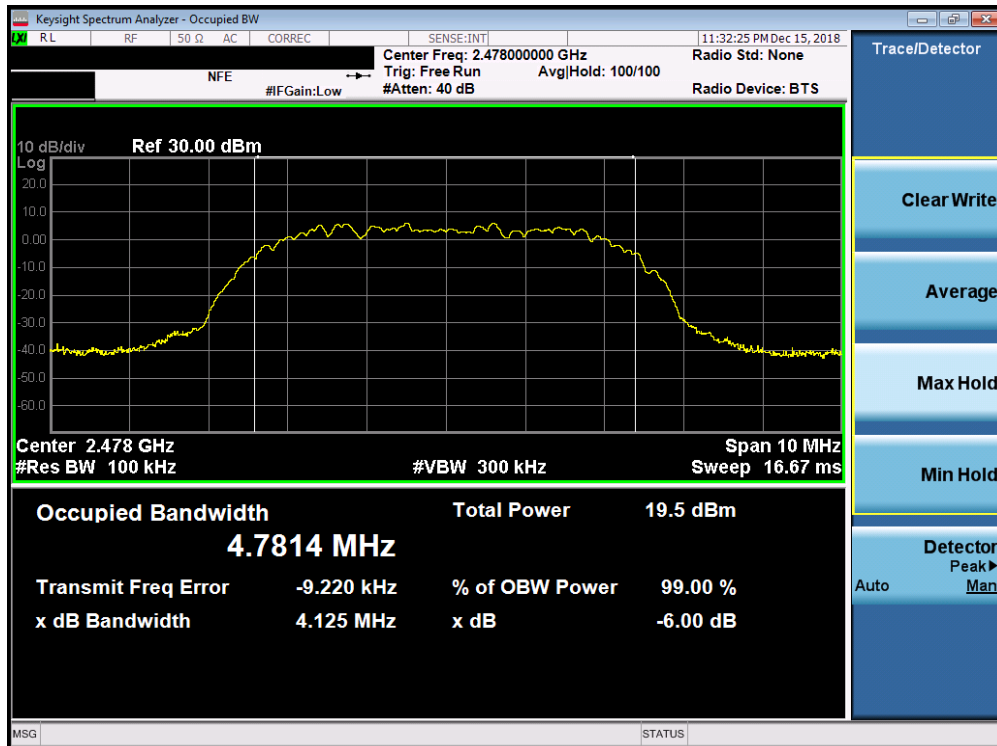 Keysight Spectrum Analyzer - Occupied BW
LXI RL RF 50 Ω AC CORREC SENSE:INT 11:32:25 PM Dec 15, 2018
Center Freq: 2.478000000 GHz Radio Std: None
NFE Trig: Free Run Avg|Hold: 100/100
#IFGain:Low #Atten: 40 dB Radio Device: BTS
10 dB/div Ref 30.00 dBm
Log
20.0
10.0
0.00
-10.0
-20.0
-30.0
-40.0
-50.0
-60.0
Center 2.478 GHz Span 10 MHz
#Res BW 100 kHz #VBW 300 kHz Sweep 16.67 ms
Occupied Bandwidth Total Power 19.5 dBm
4.7814 MHz
Transmit Freq Error -9.220 kHz % of OBW Power 99.00 %
x dB Bandwidth 4.125 MHz x dB -6.00 dB
MSG STATUS
Trace/Detector
Clear Write
Average
Max Hold
Min Hold
Detector
Peak▶
Auto Man